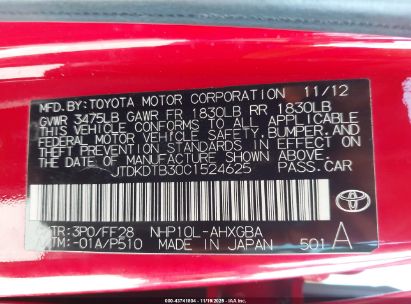 MFD.BY:TOYOTA MOTOR CORPORATION 11/12
GVWR 3475LB GAWR FR 1830LB RR 1830LB
THIS VEHICLE CONFORMS TO ALL APPLICABLE
FEDERAL MOTOR VEHICLE SAFETY, BUMPER, AND
THEFT PREVENTION STANDARDS IN EFFECT ON
THE DATE OF MANUFACTURE SHOWN ABOVE.
JTDKDTB30C1524625 PASS.CAR
C/TR:3P0/FF28 NHP10L-AHXGBA
A/TM:-01A/P510 MADE IN JAPAN 501 A
TOYOTA